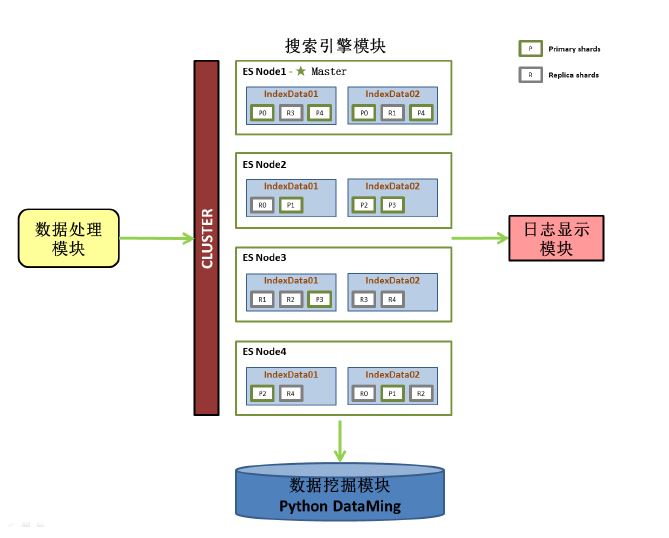 搜索引擎模块
P Primary shards
R Replica shards
ES Node1 - ★ Master
IndexData01 IndexData02
P0 R3 P4 P0 R1 P4
ES Node2
IndexData01 IndexData02
R0 P1 P2 P3
ES Node3
IndexData01 IndexData02
R1 R2 P3 R3 R4
ES Node4
IndexData01 IndexData02
P2 R4 R0 P1 R2
CLUSTER
数据处理
模块
日志显示
模块
数据挖掘模块
Python DataMing